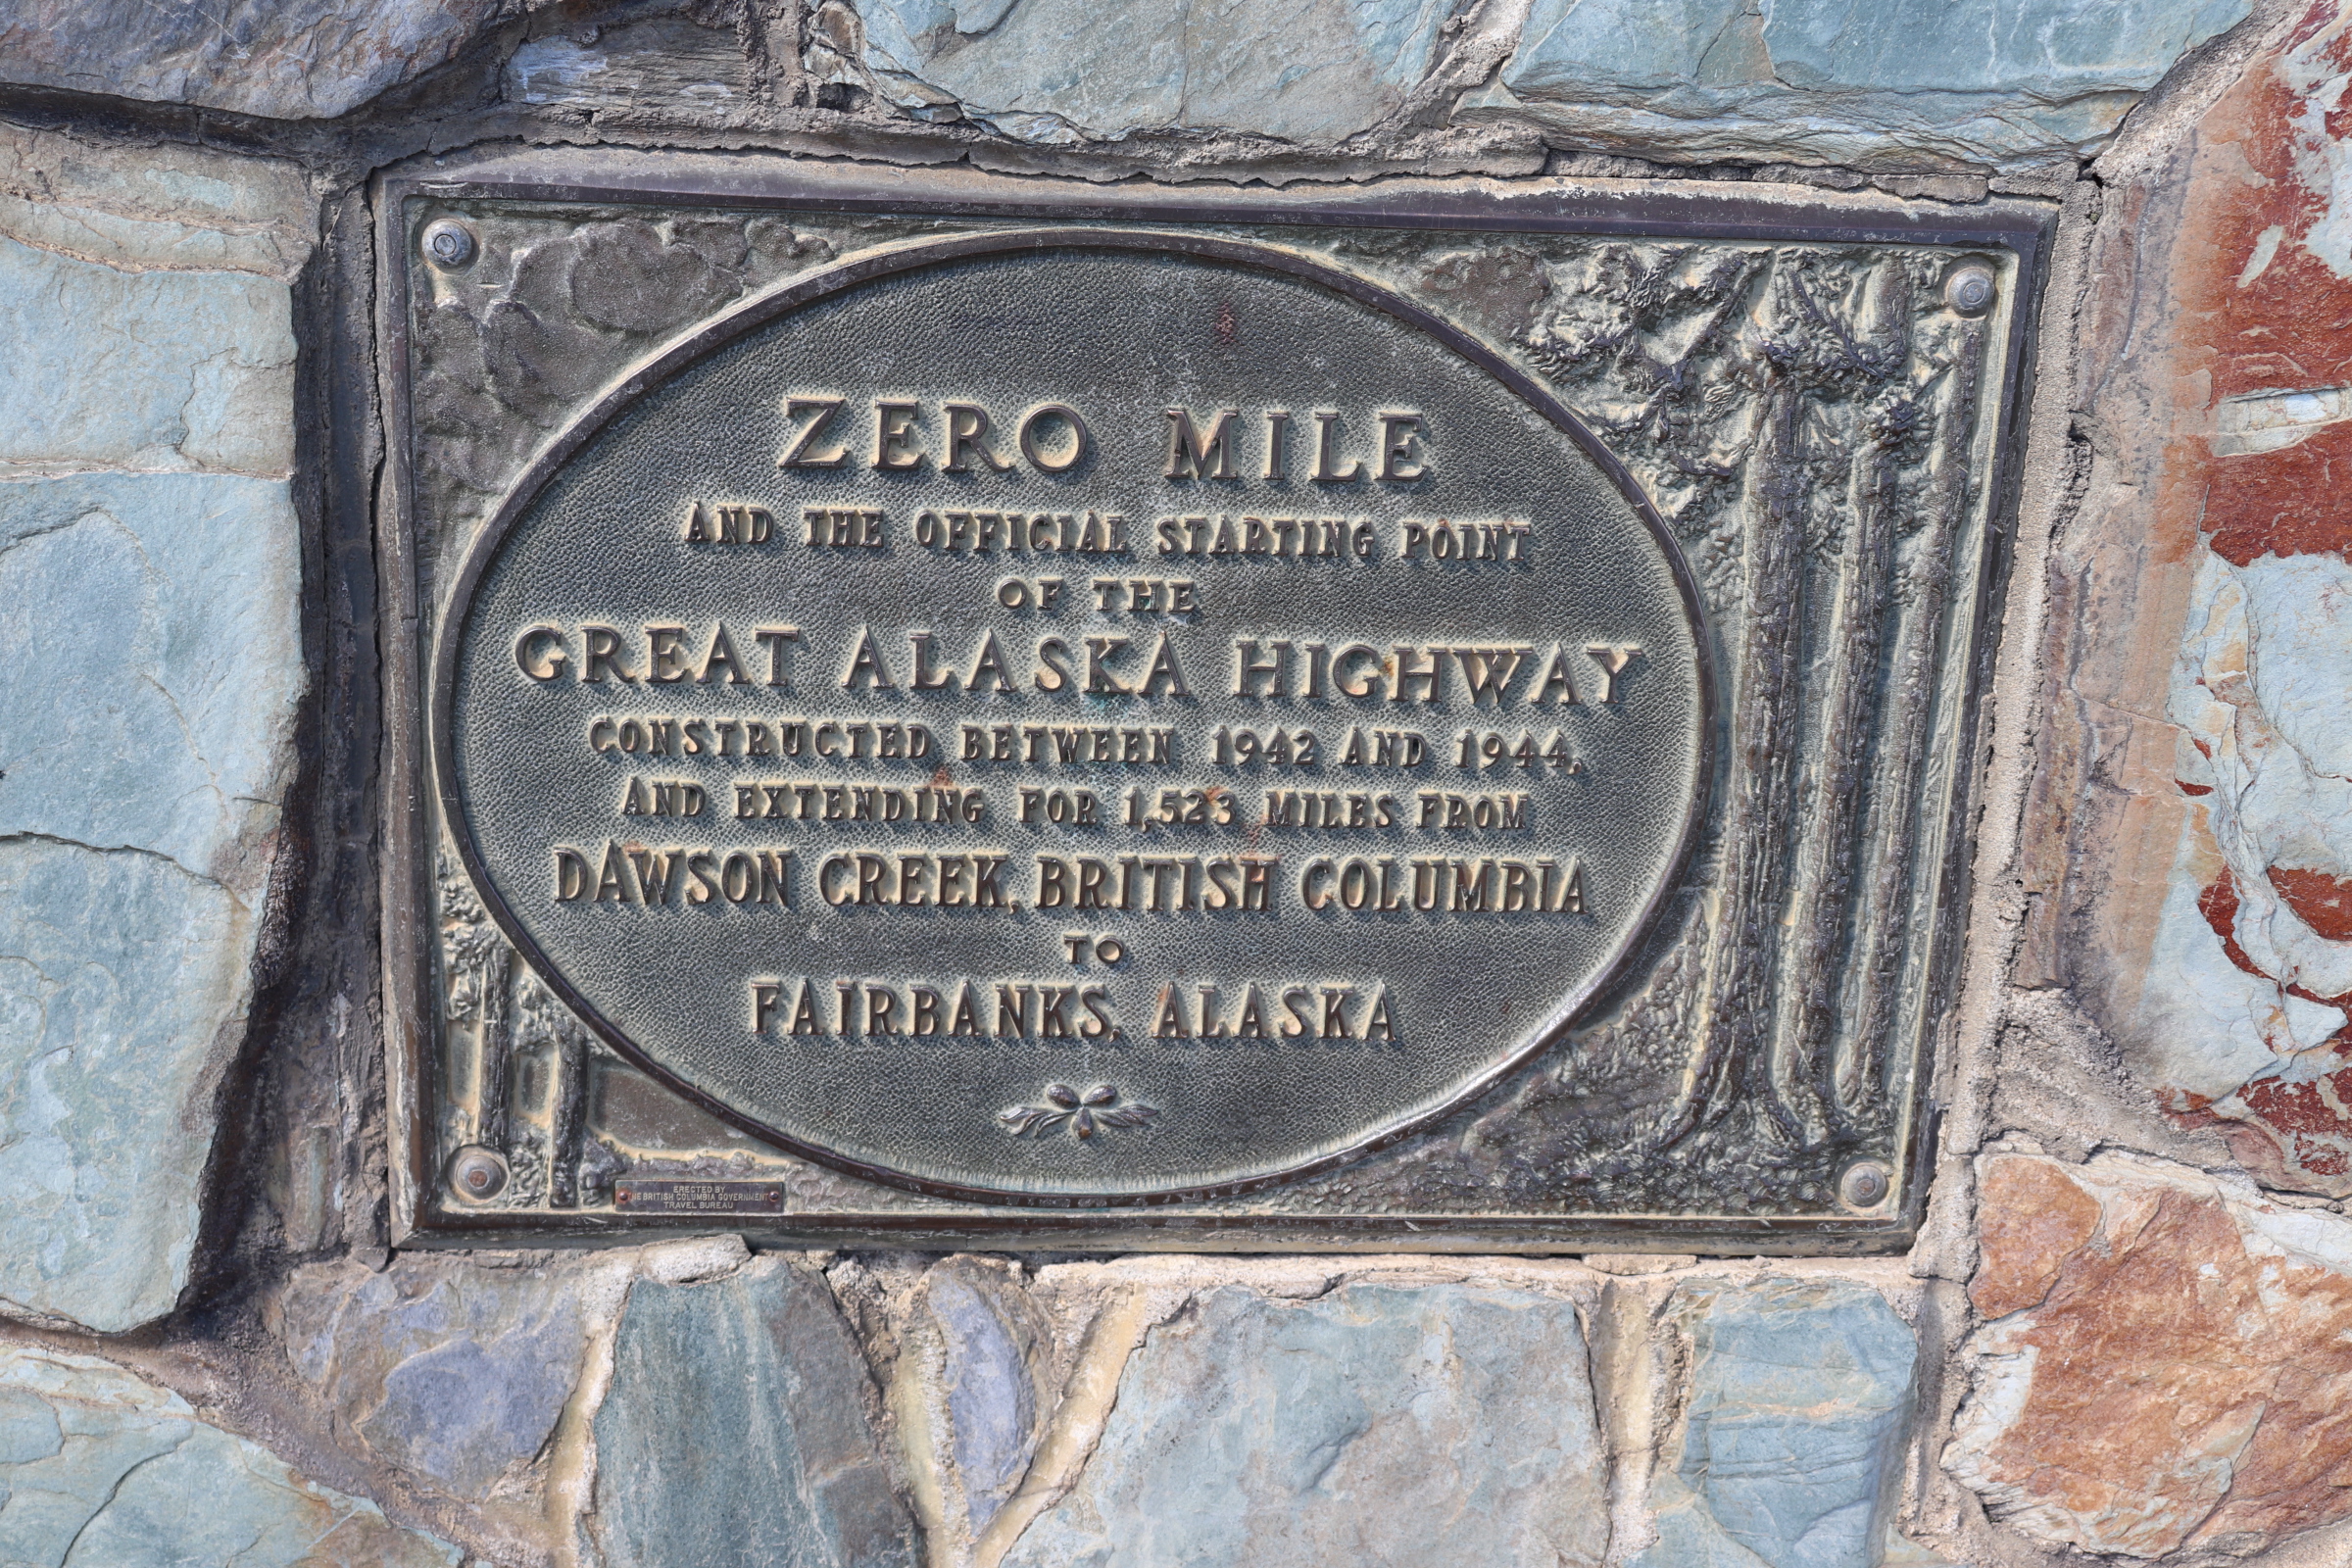 ZERO MILE
AND THE OFFICIAL STARTING POINT
OF THE
GREAT ALASKA HIGHWAY
CONSTRUCTED BETWEEN 1942 AND 1944,
AND EXTENDING FOR 1,523 MILES FROM
DAWSON CREEK, BRITISH COLUMBIA
TO
FAIRBANKS, ALASKA
ERECTED BY
THE BRITISH COLUMBIA GOVERNMENT
TRAVEL BUREAU